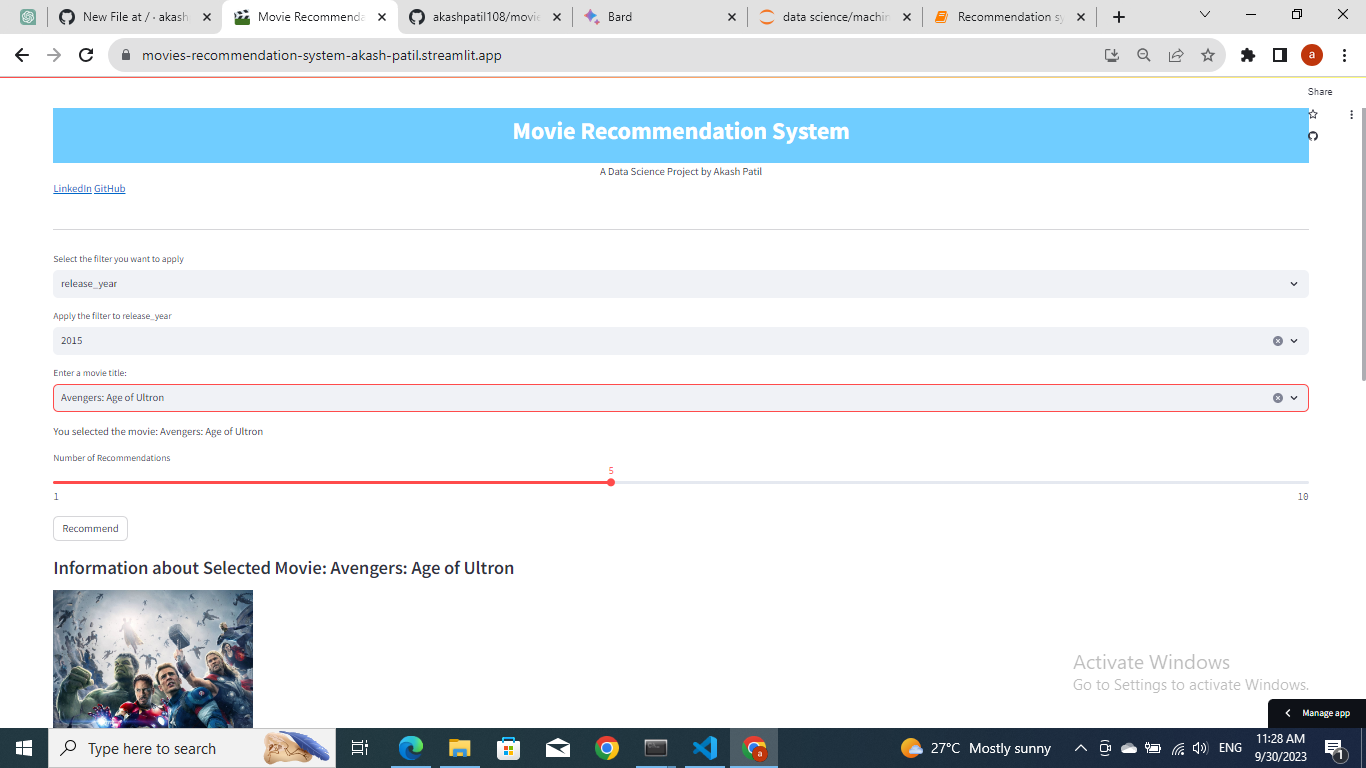 New File at / · akash
Movie Recommenda
akashpatil108/movie
Bard
data science/machin
Recommendation sy
movies-recommendation-system-akash-patil.streamlit.app
a
Share
Movie Recommendation System
A Data Science Project by Akash Patil
LinkedIn GitHub
Select the filter you want to apply
release_year
Apply the filter to release_year
2015
Enter a movie title:
Avengers: Age of Ultron
You selected the movie: Avengers: Age of Ultron
Number of Recommendations
5
1
10
Recommend
Information about Selected Movie: Avengers: Age of Ultron
Activate Windows
Go to Settings to activate Windows.
Manage app
Type here to search
a
27°C Mostly sunny
ENG
11:28 AM
9/30/2023
1